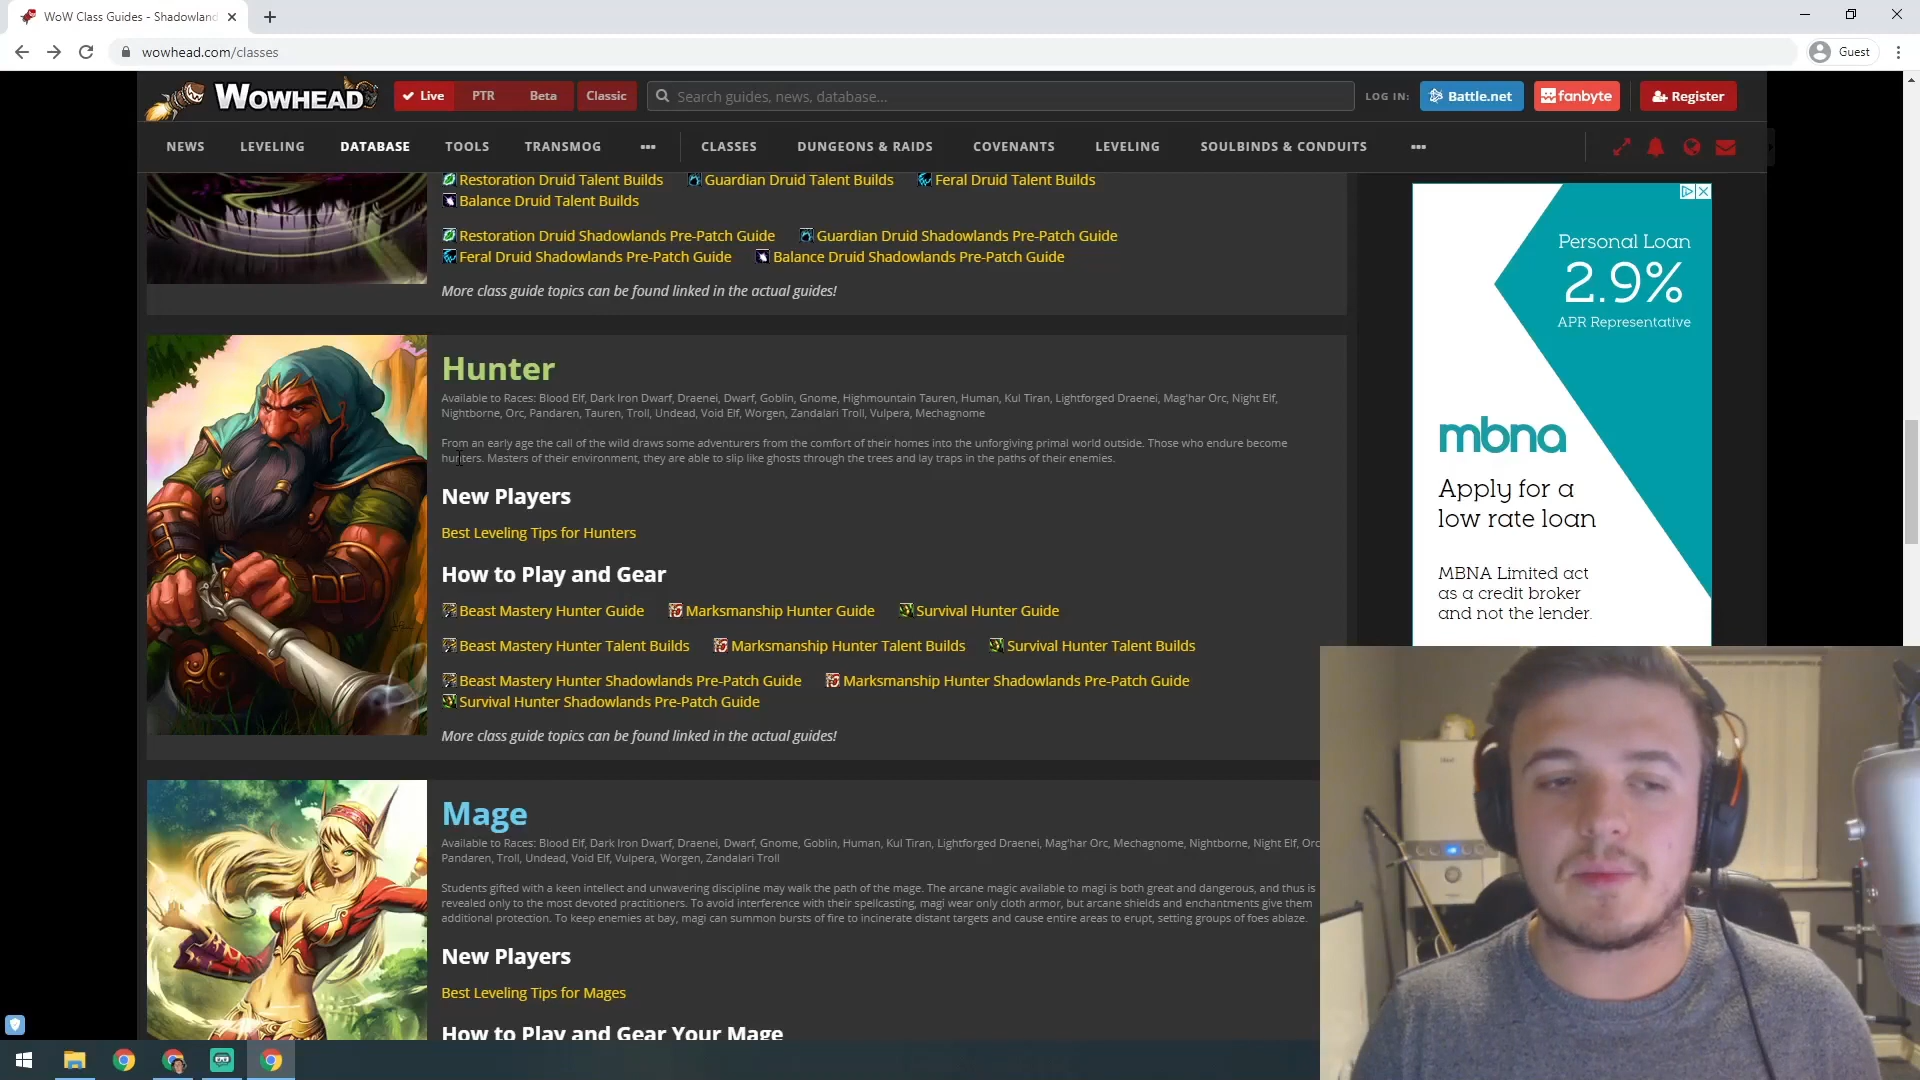 WoW Class Guides - Shadowland
wowhead.com/classes
Guest
WOWHEAD
Live
PTR
Beta
Classic
Search guides, news, database...
LOG IN:
Battle.net
fanbyte
Register
NEWS
LEVELING
DATABASE
TOOLS
TRANSMOG
CLASSES
DUNGEONS & RAIDS
COVENANTS
LEVELING
SOULBINDS & CONDUITS
Restoration Druid Talent Builds Guardian Druid Talent Builds Feral Druid Talent Builds
Balance Druid Talent Builds
Restoration Druid Shadowlands Pre-Patch Guide Guardian Druid Shadowlands Pre-Patch Guide
Feral Druid Shadowlands Pre-Patch Guide Balance Druid Shadowlands Pre-Patch Guide
More class guide topics can be found linked in the actual guides!
Hunter
Available to Races: Blood Elf, Dark Iron Dwarf, Draenei, Dwarf, Goblin, Gnome, Highmountain Tauren, Human, Kul Tiran, Lightforged Draenei, Mag'har Orc, Night Elf,
Nightborne, Orc, Pandaren, Tauren, Troll, Undead, Void Elf, Worgen, Zandalari Troll, Vulpera, Mechagnome
From an early age the call of the wild draws some adventurers from the comfort of their homes into the unforgiving primal world outside. Those who endure become
hunters. Masters of their environment, they are able to slip like ghosts through the trees and lay traps in the paths of their enemies.
New Players
Best Leveling Tips for Hunters
How to Play and Gear
Beast Mastery Hunter Guide Marksmanship Hunter Guide Survival Hunter Guide
Beast Mastery Hunter Talent Builds Marksmanship Hunter Talent Builds Survival Hunter Talent Builds
Beast Mastery Hunter Shadowlands Pre-Patch Guide Marksmanship Hunter Shadowlands Pre-Patch Guide
Survival Hunter Shadowlands Pre-Patch Guide
More class guide topics can be found linked in the actual guides!
Mage
Available to Races: Blood Elf, Dark Iron Dwarf, Draenei, Dwarf, Gnome, Goblin, Human, Kul Tiran, Lightforged Draenei, Mag'har Orc, Mechagnome, Nightborne, Night Elf, Orc
Pandaren, Troll, Undead, Void Elf, Vulpera, Worgen, Zandalari Troll
Students gifted with a keen intellect and unwavering discipline may walk the path of the mage. The arcane magic available to magi is both great and dangerous, and thus is
revealed only to the most devoted practitioners. To avoid interference with their spellcasting, magi wear only cloth armor, but arcane shields and enchantments give them
additional protection. To keep enemies at bay, magi can summon bursts of fire to incinerate distant targets and cause entire areas to erupt, setting groups of foes ablaze.
New Players
Best Leveling Tips for Mages
How to Play and Gear Your Mage
Personal Loan
2.9%
APR Representative
mbna
Apply for a
low rate loan
MBNA Limited act
as a credit broker
and not the lender.